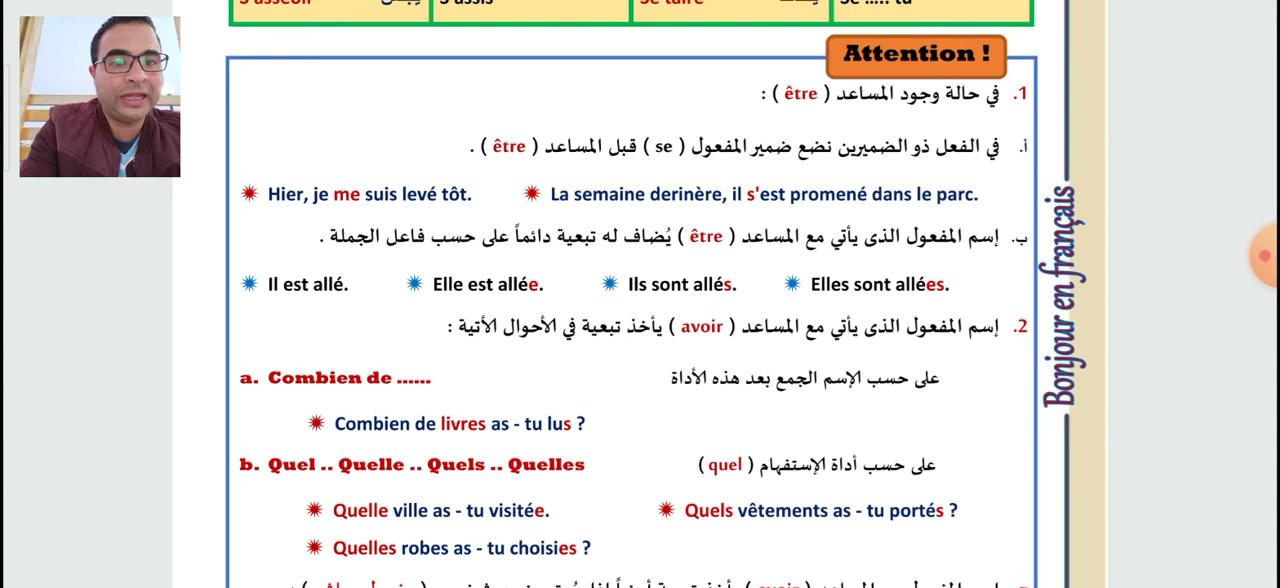 S'asseoir S'assis Se taire Se ..... tu
Attention !
1. في حالة وجود المساعد ( être ) :
أ. في الفعل ذو الضميرين نضع ضمير المفعول ( se ) قبل المساعد ( être ) .
✷ Hier, je me suis levé tôt. ✷ La semaine derinère, il s'est promené dans le parc.
ب. إسم المفعول الذى يأتي مع المساعد ( être ) يُضاف له تبعية دائماً على حسب فاعل الجملة .
✷ Il est allé. ✷ Elle est allée. ✷ Ils sont allés. ✷ Elles sont allées.
2. إسم المفعول الذى يأتي مع المساعد ( avoir ) يأخذ تبعية في الأحوال الأتية :
a. Combien de ...... على حسب الإسم الجمع بعد هذه الأداة
✷ Combien de livres as - tu lus ?
b. Quel .. Quelle .. Quels .. Quelles على حسب أداة الإستفهام ( quel )
✷ Quelle ville as - tu visitée. ✷ Quels vêtements as - tu portés ?
✷ Quelles robes as - tu choisies ?
Bonjour en français